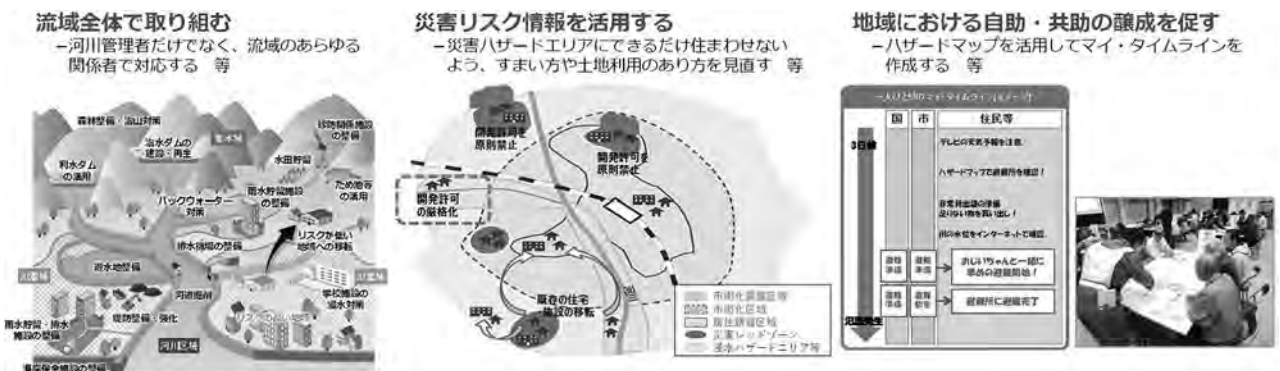 流域全体で取り組む
－河川管理者だけでなく、流域のあらゆる
関係者で対応する　等
森林整備・治山対策
治水ダムの
建設・再生
砂防関係施設
の整備
利水ダム
の活用
水田貯留
ため池等
の活用
雨水貯留施設
の整備
バックウォーター
対策
リスクが低い
地域への移転
排水機場の整備
遊水地整備
河道掘削
学校施設の
浸水対策
堤防整備・強化
雨水貯留・排水
施設の整備
河川区域
海岸保全施設の整備
災害リスク情報を活用する
－災害ハザードエリアにできるだけ住まわせない
よう、すまい方や土地利用のあり方を見直す　等
開発許可を
原則禁止
開発許可を
原則禁止
開発許可
の厳格化
既存の住宅
施設の移転
市街化調整区域
市街化区域
居住誘導区域
災害レッドゾーン
浸水ハザードエリア等
地域における自助・共助の醸成を促す
－ハザードマップを活用してマイ・タイムラインを
作成する　等
国
市
住民等
3日前
テレビの天気予報を注意
ハザードマップで避難所を確認！
非常持出袋の準備
足りない物を買い出し！
川の水位をインターネットで確認
避難
準備
避難
準備
おじいちゃんと一緒に
早めの避難開始！
避難所に避難完了
氾濫発生